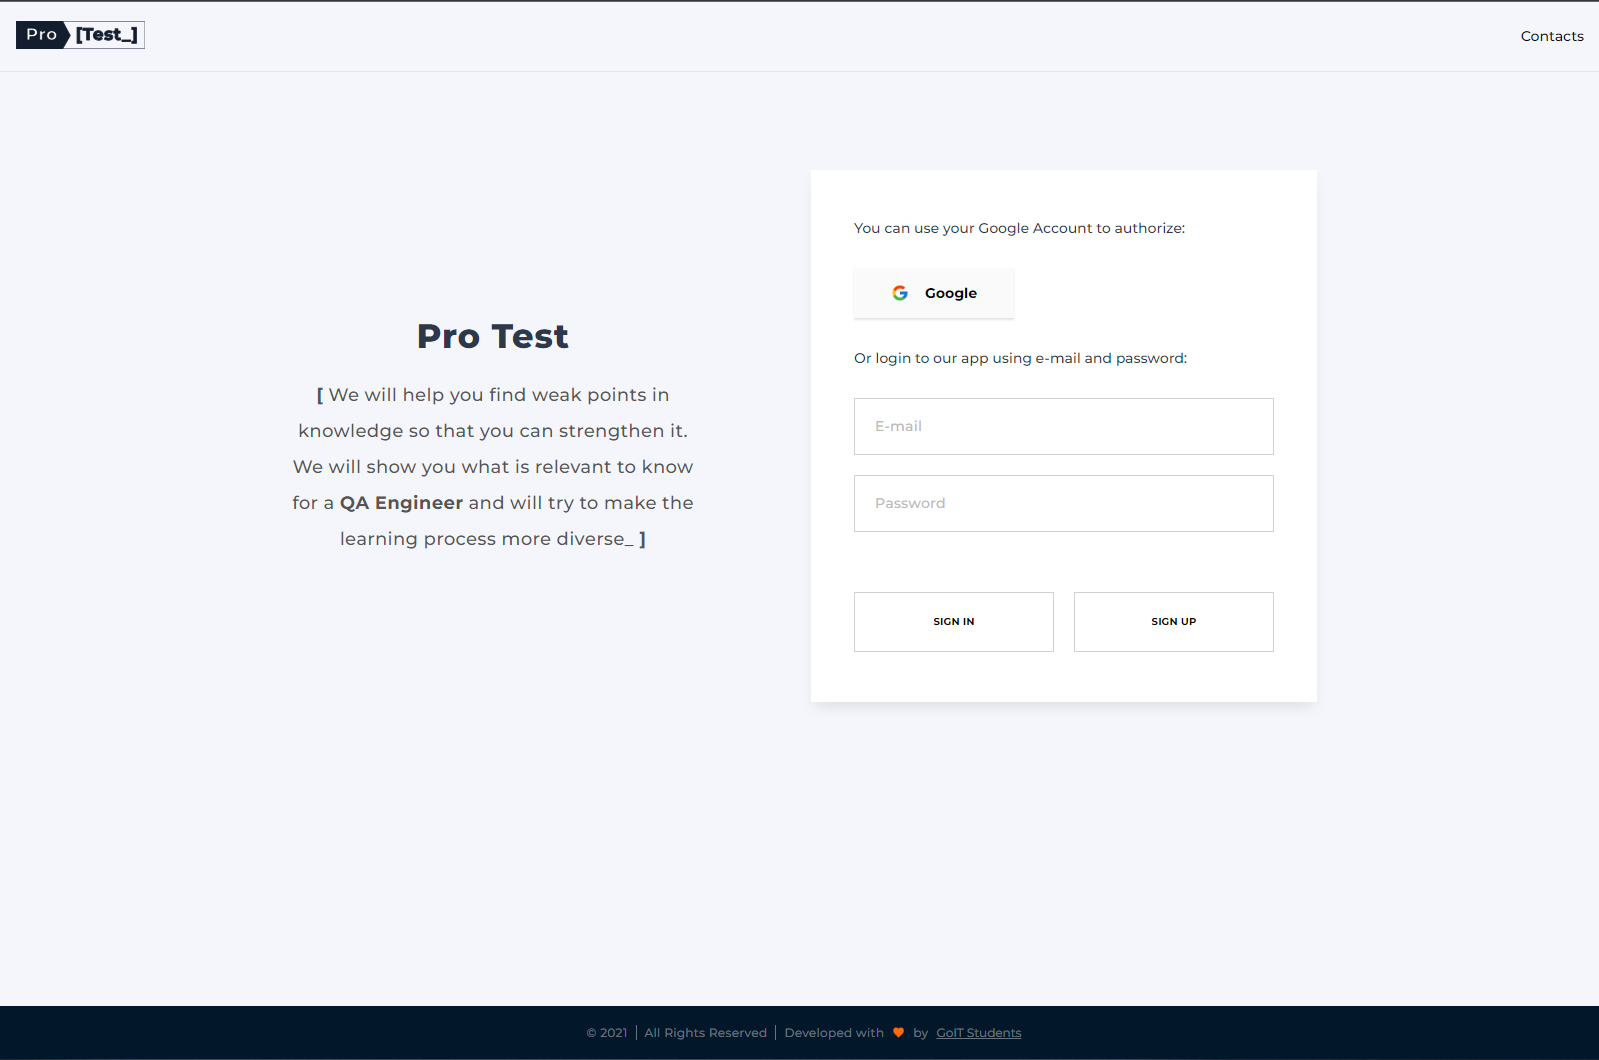 Pro [Test_]
Contacts
Pro Test
[ We will help you find weak points in
knowledge so that you can strengthen it.
We will show you what is relevant to know
for a QA Engineer and will try to make the
learning process more diverse_ ]
You can use your Google Account to authorize:
Google
Or login to our app using e-mail and password:
E-mail
Password
SIGN IN
SIGN UP
© 2021 | All Rights Reserved | Developed with 🧡 by GoIT Students